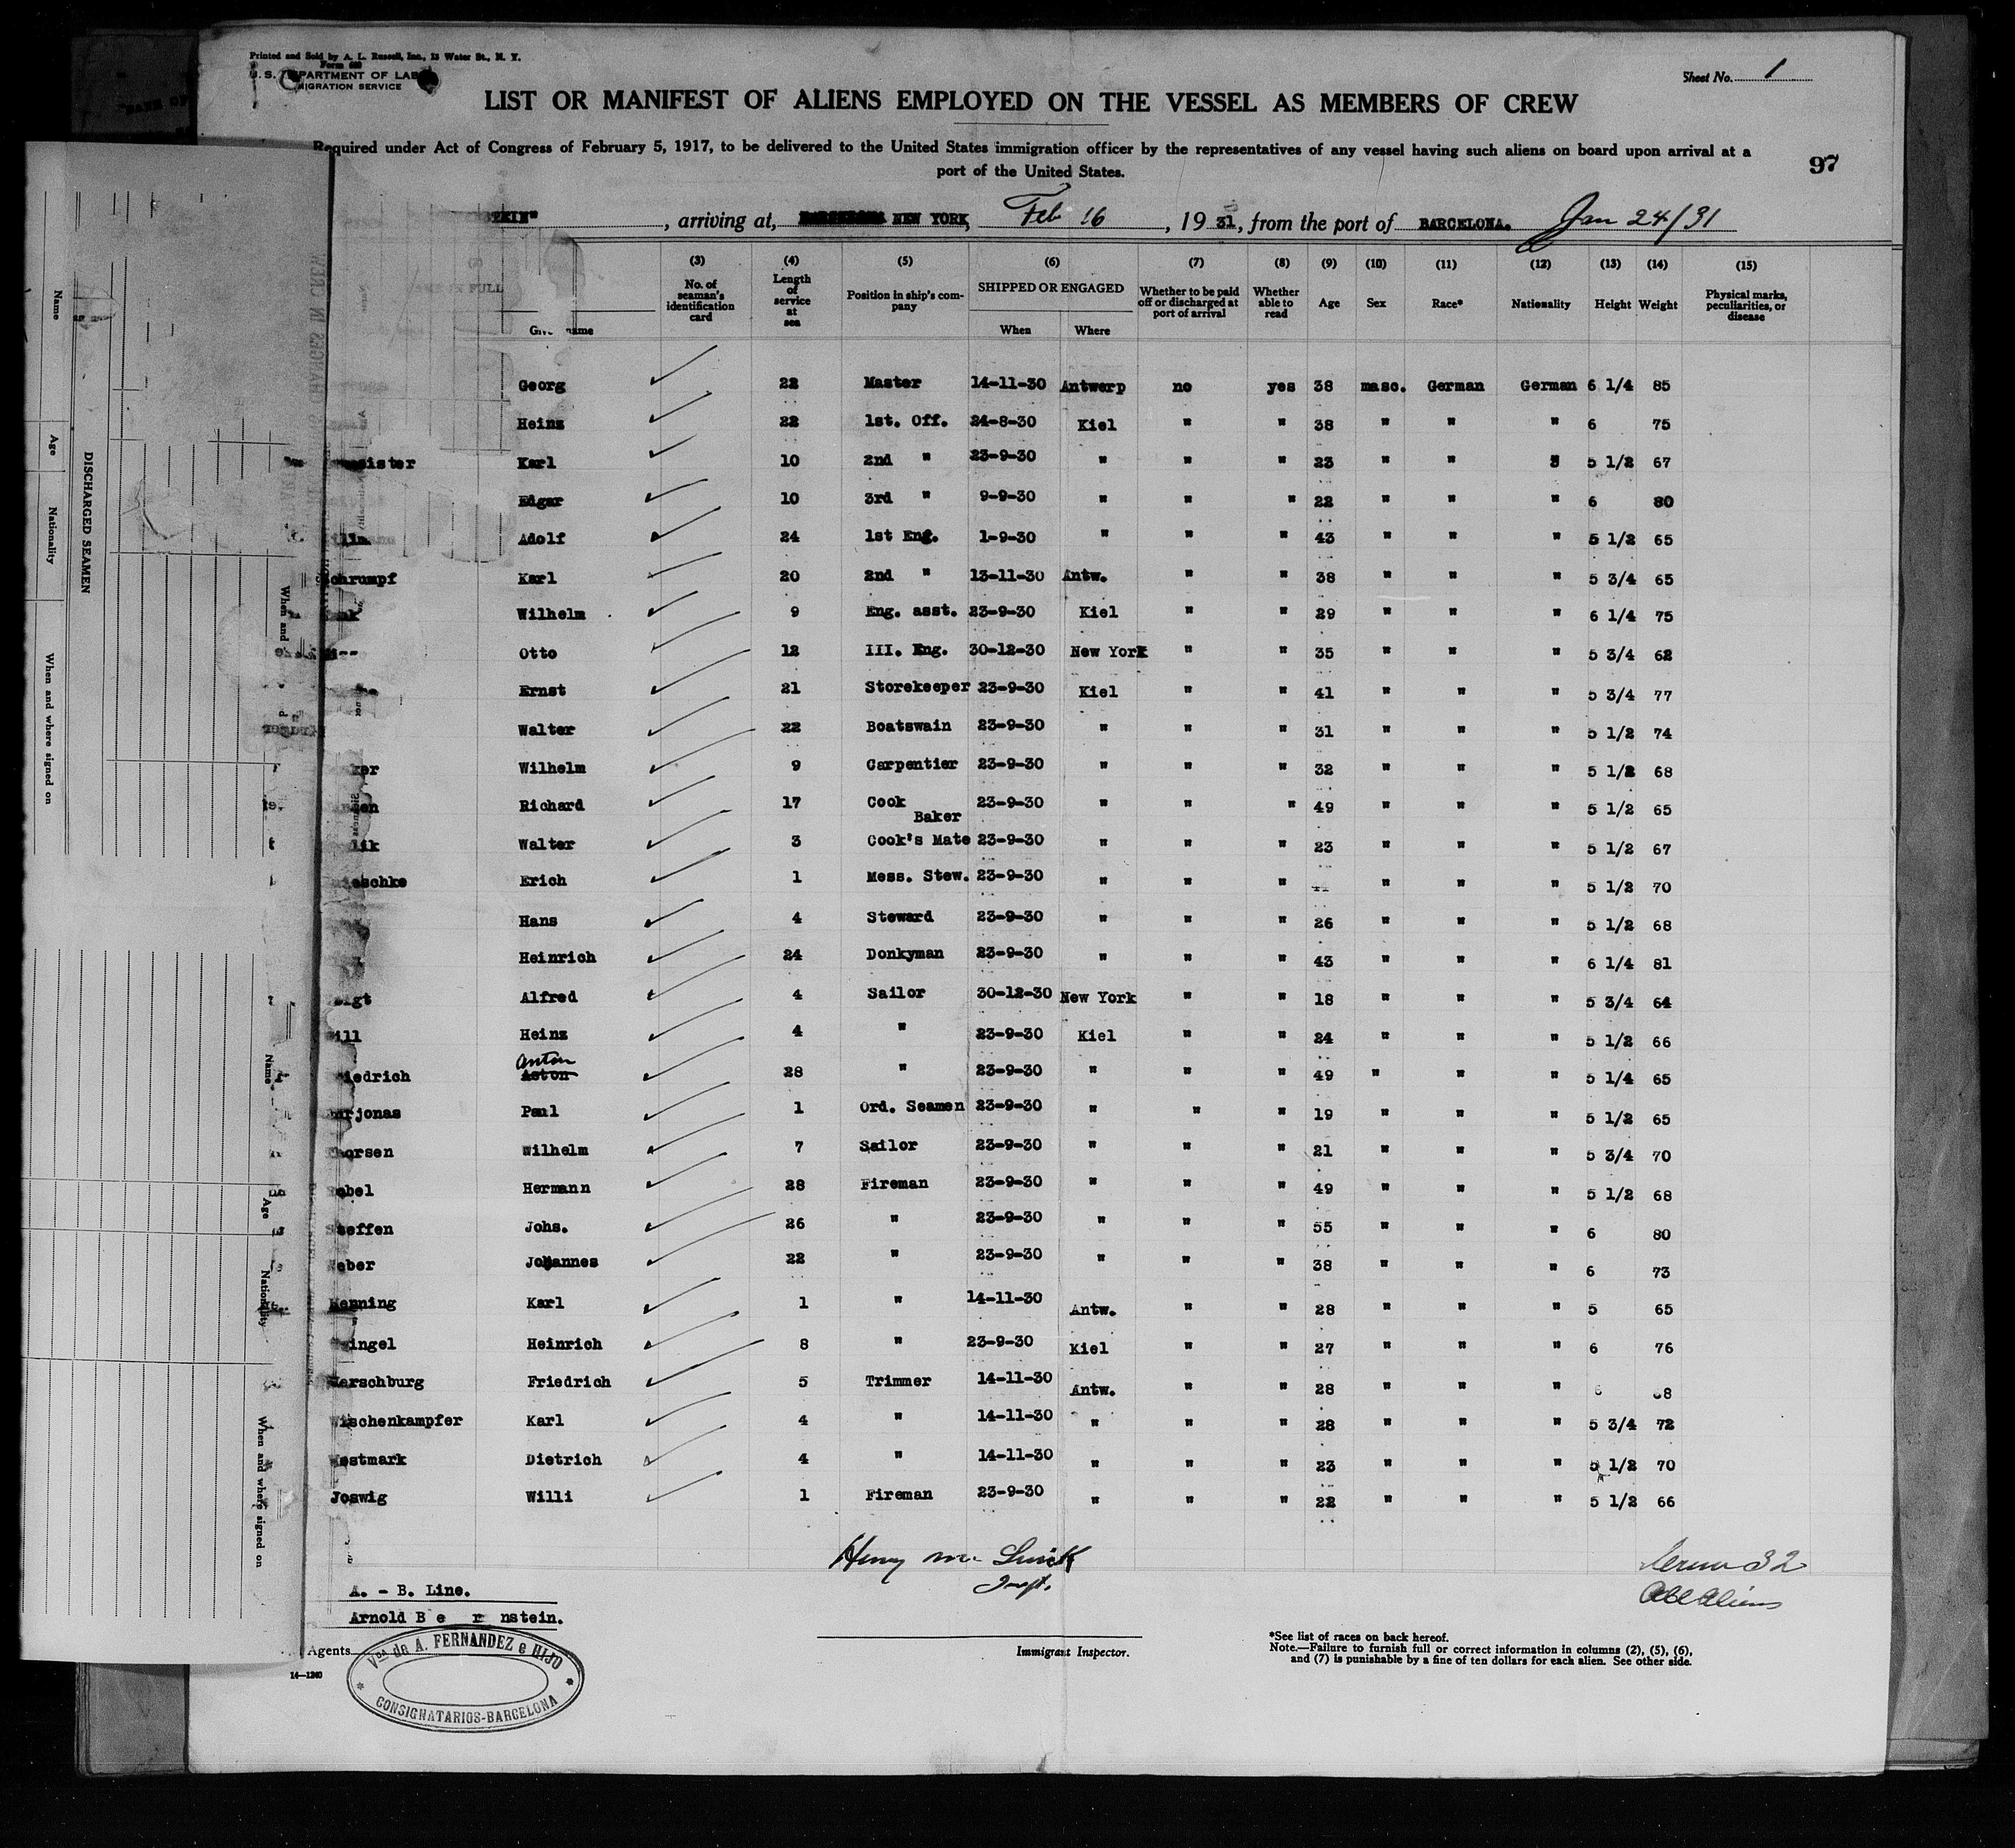 Printed and Sold by A. L. Russell, Inc., 13 Water St., N. Y.
Form 680
U. S. DEPARTMENT OF LABOR
IMMIGRATION SERVICE
Sheet No. 1
LIST OR MANIFEST OF ALIENS EMPLOYED ON THE VESSEL AS MEMBERS OF CREW
Required under Act of Congress of February 5, 1917, to be delivered to the United States immigration officer by the representatives of any vessel having such aliens on board upon arrival at a
port of the United States.
97
, arriving at, NEW YORK, Feb 16, 19 31, from the port of BARCELONA. Jan 24/31
(3) (4) (5) (6) (7) (8) (9) (10) (11) (12) (13) (14) (15)
No. of seaman's identification card
Length of service at sea
Position in ship's company
SHIPPED OR ENGAGED
When Where
Whether to be paid off or discharged at port of arrival
Whether able to read
Age Sex Race* Nationality Height Weight
Physical marks, peculiarities, or disease
Georg 22 Master 14-11-30 Antwerp no yes 38 masc. German German 6 1/4 85
Heinz 22 1st. Off. 24-8-30 Kiel " " 38 " " " 6 75
Karl 10 2nd " 23-9-30 " " " 23 " " 5 1/2 67
Edgar 10 3rd " 9-9-30 " " " 22 " " " 6 80
Adolf 24 1st Eng. 1-9-30 " " " 43 " " " 5 1/2 65
Schrumpf Karl 20 2nd " 13-11-30 Antw. " " 38 " " " 5 3/4 65
Wilhelm 9 Eng. asst. 23-9-30 Kiel " " 29 " " " 6 1/4 75
Otto 12 III. Eng. 30-12-30 New York " " 35 " " " 5 3/4 62
Ernst 21 Storekeeper 23-9-30 Kiel " " 41 " " " 5 3/4 77
Walter 22 Boatswain 23-9-30 " " " 31 " " " 5 1/2 74
Wilhelm 9 Carpentier 23-9-30 " " " 32 " " " 5 1/2 68
Richard 17 Cook Baker 23-9-30 " " " 49 " " " 5 1/2 65
Walter 3 Cook's Mate 23-9-30 " " " 23 " " " 5 1/2 67
Erich 1 Mess. Stew. 23-9-30 " " " " " " 5 1/2 70
Hans 4 Steward 23-9-30 " " " 26 " " " 5 1/2 68
Heinrich 24 Donkyman 23-9-30 " " " 43 " " " 6 1/4 81
Alfred 4 Sailor 30-12-30 New York " " 18 " " " 5 3/4 64
Heinz 4 " 23-9-30 Kiel " " 24 " " " 5 1/2 66
Anton
Aston 28 " 23-9-30 " " " 49 " " " 5 1/4 65
Paul 1 Ord. Seamen 23-9-30 " " " 19 " " " 5 1/2 65
Thorsen Wilhelm 7 Sailor 23-9-30 " " " 21 " " " 5 3/4 70
Hermann 28 Fireman 23-9-30 " " " 49 " " " 5 1/2 68
Steffen Johs. 26 " 23-9-30 " " " 55 " " " 6 80
Weber Johannes 22 " 23-9-30 " " " 38 " " " 6 73
Henning Karl 1 " 14-11-30 Antw. " " 28 " " " 5 65
Heinrich 8 " 23-9-30 Kiel " " 27 " " " 6 76
Friedrich 5 Trimmer 14-11-30 Antw. " " 28 " " "
Wischenkampfer Karl 4 " 14-11-30 " " " 28 " " " 5 3/4 72
Westmark Dietrich 4 " 14-11-30 " " " 23 " " " 5 1/2 70
Joswig Willi 1 Fireman 23-9-30 " " " 22 " " " 5 1/2 66
32
All Aliens
A. - B. Line.
Arnold Bernstein.
Agents
Immigrant Inspector.
*See list of races on back hereof.
Note.—Failure to furnish full or correct information in columns (2), (5), (6),
and (7) is punishable by a fine of ten dollars for each alien. See other side.
14—1240
Vda de A. FERNANDEZ e HIJO
CONSIGNATARIOS-BARCELONA
DISCHARGED SEAMEN
Name
Age
Nationality
When and where signed on
Name
Age
Nationality
When and where signed on